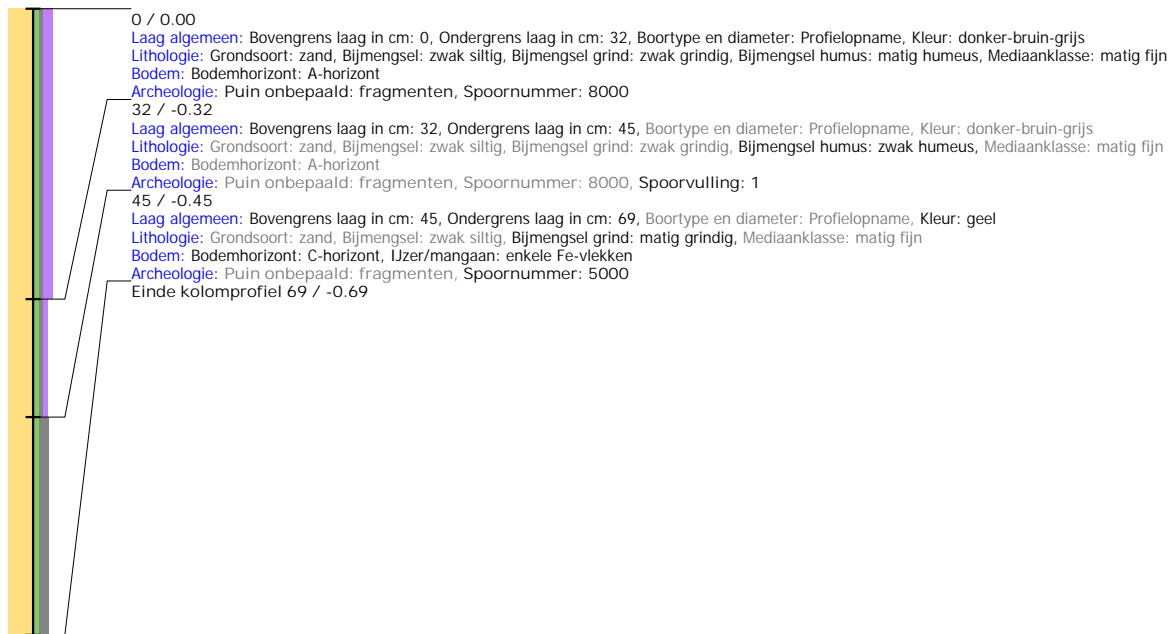 0 / 0.00
Laag algemeen: Bovengrens laag in cm: 0, Ondergrens laag in cm: 32, Boortype en diameter: Profielopname, Kleur: donker-bruin-grijs
Lithologie: Grondsoort: zand, Bijmengsel: zwak siltig, Bijmengsel grind: zwak grindig, Bijmengsel humus: matig humeus, Mediaanklasse: matig fijn
Bodem: Bodemhorizont: A-horizont
Archeologie: Puin onbepaald: fragmenten, Spoornummer: 8000
32 / -0.32
Laag algemeen: Bovengrens laag in cm: 32, Ondergrens laag in cm: 45, Boortype en diameter: Profielopname, Kleur: donker-bruin-grijs
Lithologie: Grondsoort: zand, Bijmengsel: zwak siltig, Bijmengsel grind: zwak grindig, Bijmengsel humus: zwak humeus, Mediaanklasse: matig fijn
Bodem: Bodemhorizont: A-horizont
Archeologie: Puin onbepaald: fragmenten, Spoornummer: 8000, Spoorvulling: 1
45 / -0.45
Laag algemeen: Bovengrens laag in cm: 45, Ondergrens laag in cm: 69, Boortype en diameter: Profielopname, Kleur: geel
Lithologie: Grondsoort: zand, Bijmengsel: zwak siltig, Bijmengsel grind: matig grindig, Mediaanklasse: matig fijn
Bodem: Bodemhorizont: C-horizont, IJzer/mangaan: enkele Fe-vlekken
Archeologie: Puin onbepaald: fragmenten, Spoornummer: 5000
Einde kolomprofiel 69 / -0.69